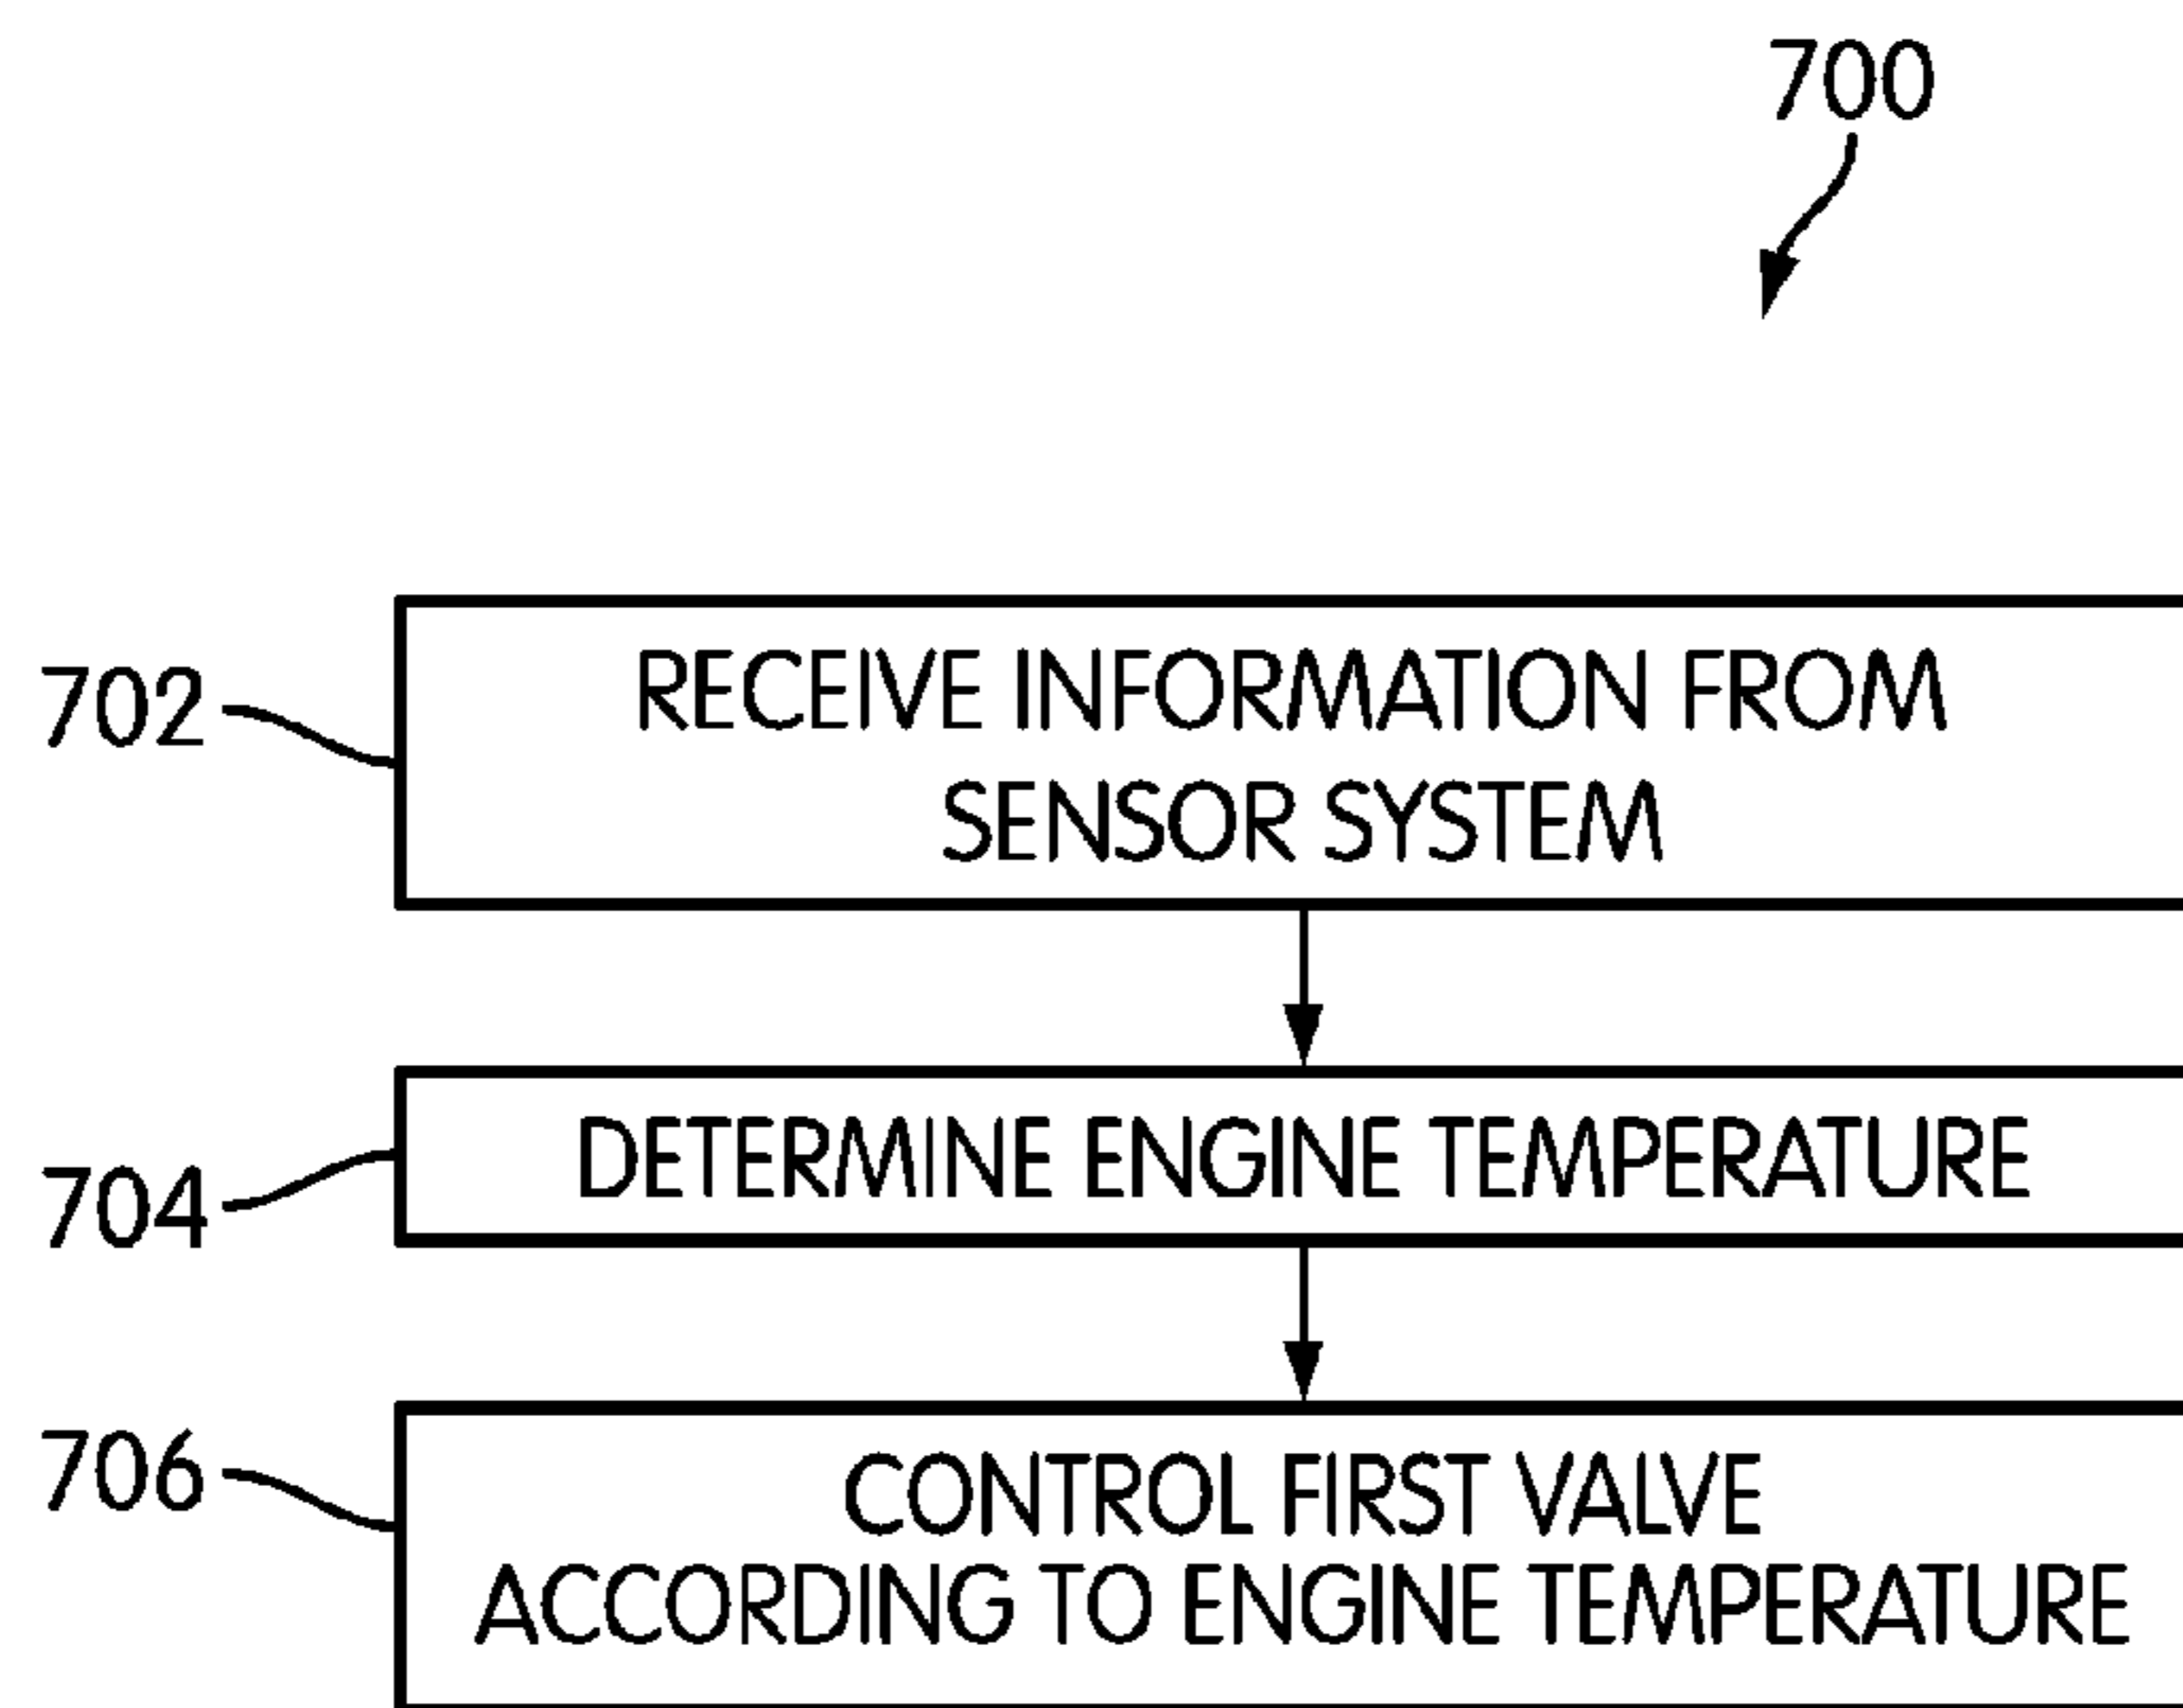 700
702
RECEIVE INFORMATION FROM
SENSOR SYSTEM
704
DETERMINE ENGINE TEMPERATURE
706
CONTROL FIRST VALVE
ACCORDING TO ENGINE TEMPERATURE